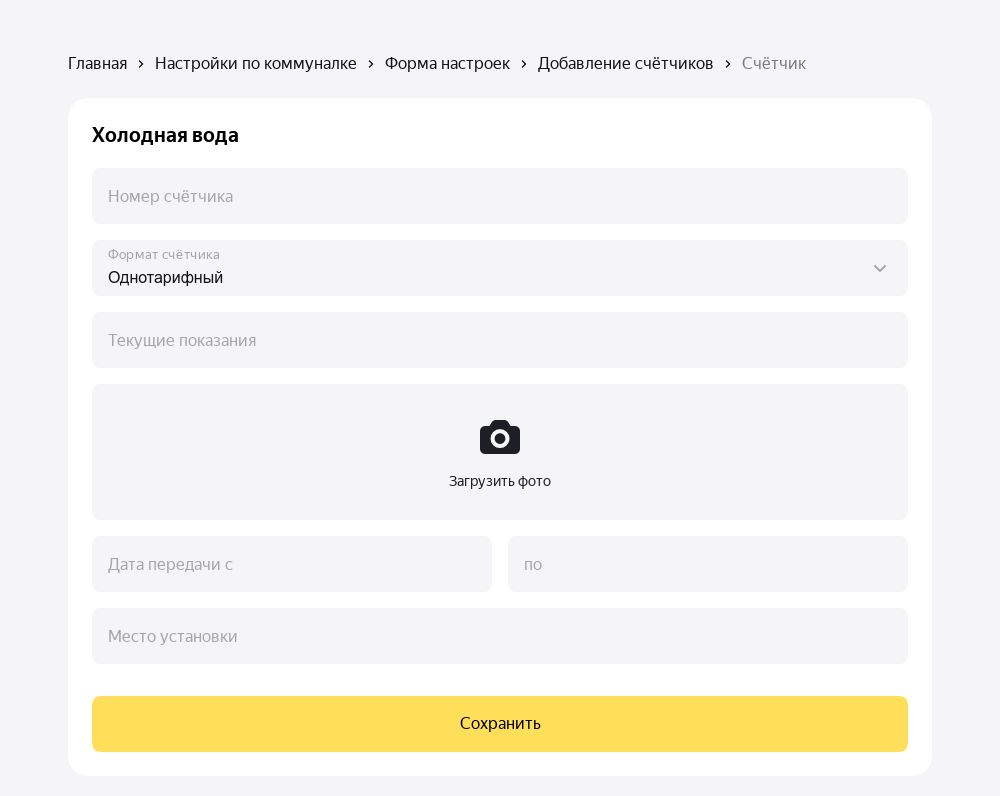 Главная › Настройки по коммуналке › Форма настроек › Добавление счётчиков › Счётчик
Холодная вода
Номер счётчика
Формат счётчика
Однотарифный
Текущие показания
Загрузить фото
Дата передачи с
по
Место установки
Сохранить